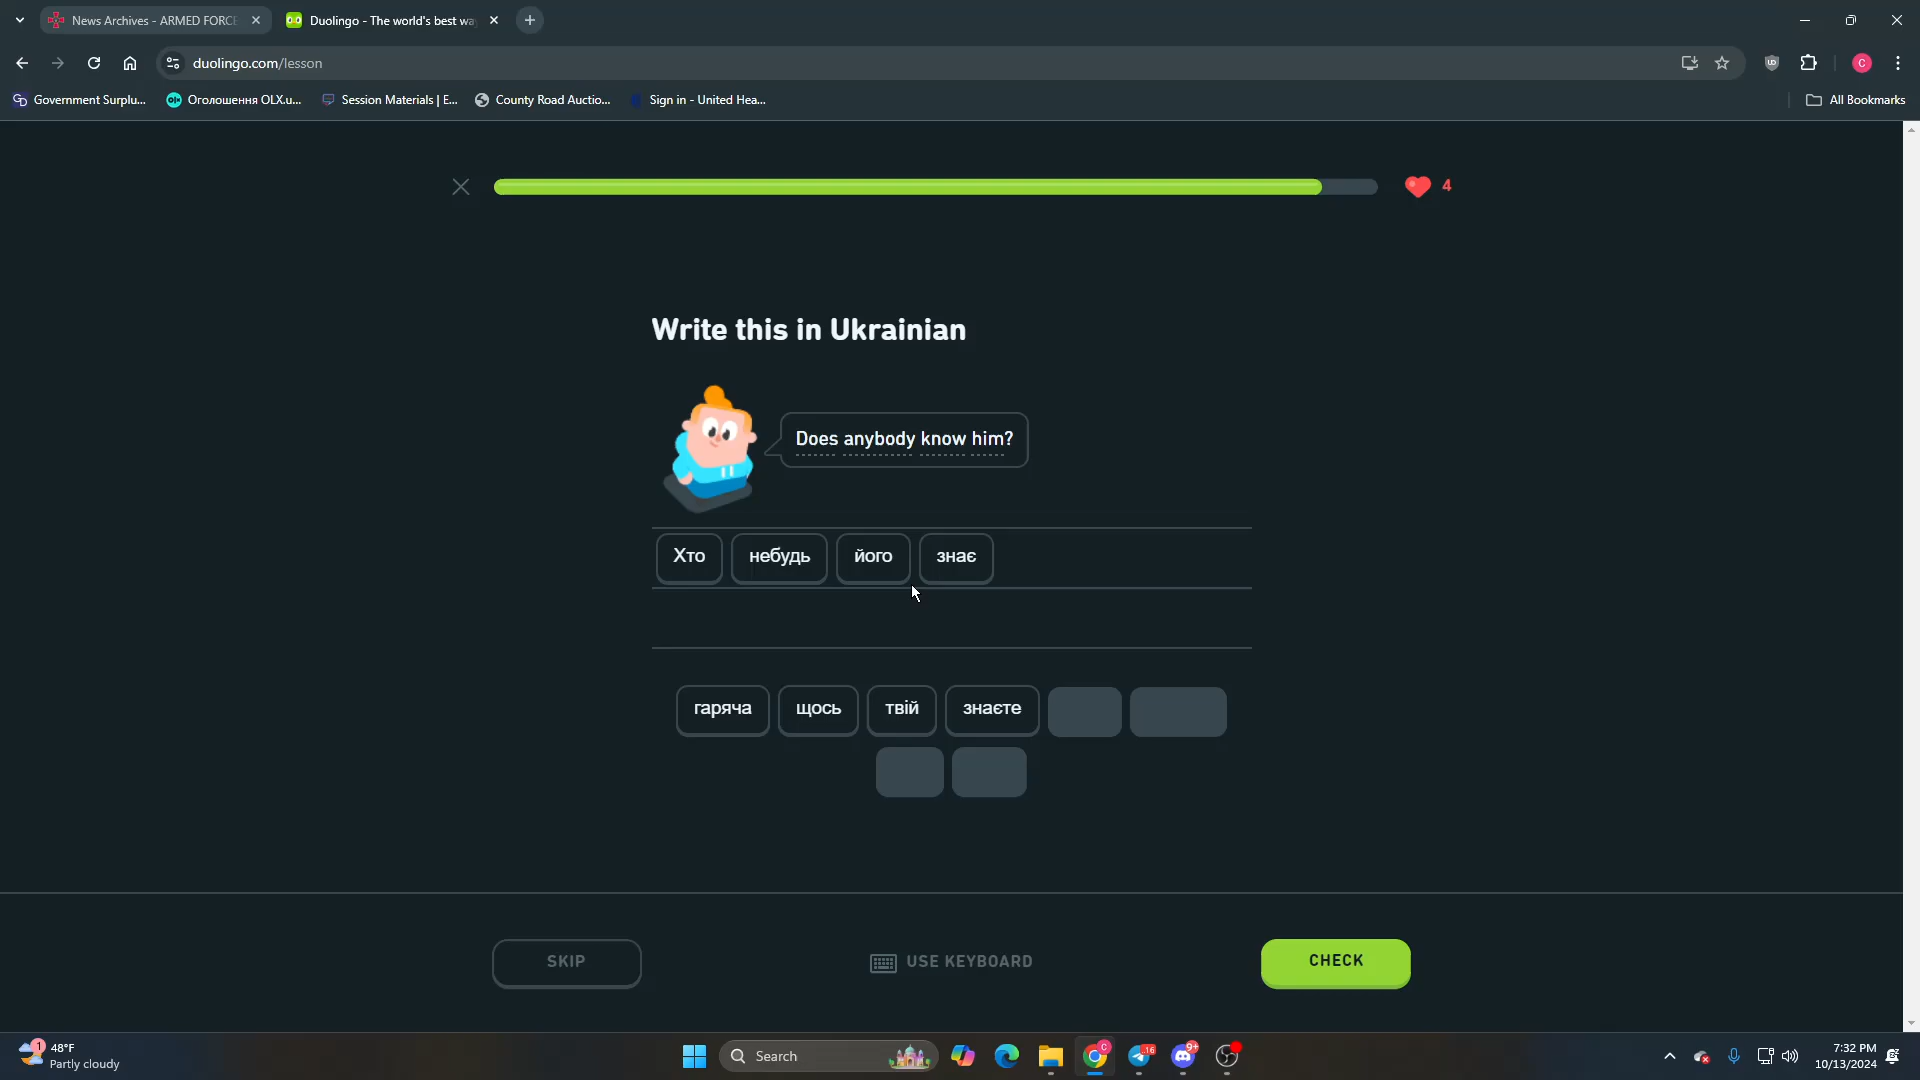 News Archives - ARMED FORCE
Duolingo - The world's best wa
duolingo.com/lesson
Government Surplu...
Оголошення OLX.u...
Session Materials | E...
County Road Auctio...
Sign in - United Hea...
All Bookmarks
4
Write this in Ukrainian
Does anybody know him?
Хто небудь його знає
гаряча щось твій знаєте
SKIP
USE KEYBOARD
CHECK
1
48°F
Partly cloudy
Search
C
16
9+
7:32 PM
10/13/2024